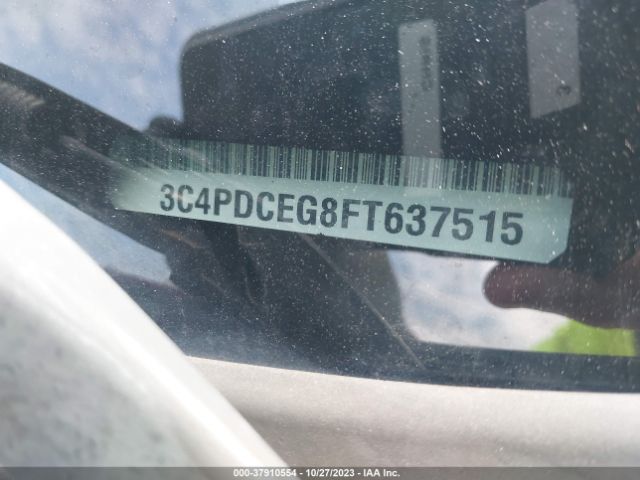 3C4PDCEG8FT637515
000-37910554 | 10/27/2023 | IAA Inc.